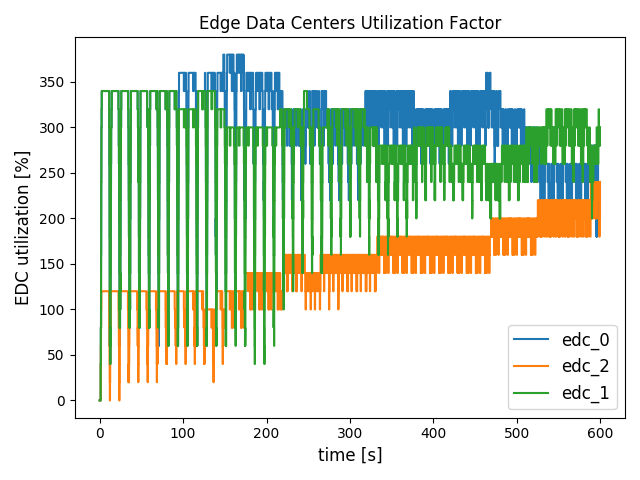 Edge Data Centers Utilization Factor
EDC utilization [%]
350
300
250
200
150
100
50
0
0 100 200 300 400 500 600
time [s]
edc_0
edc_2
edc_1